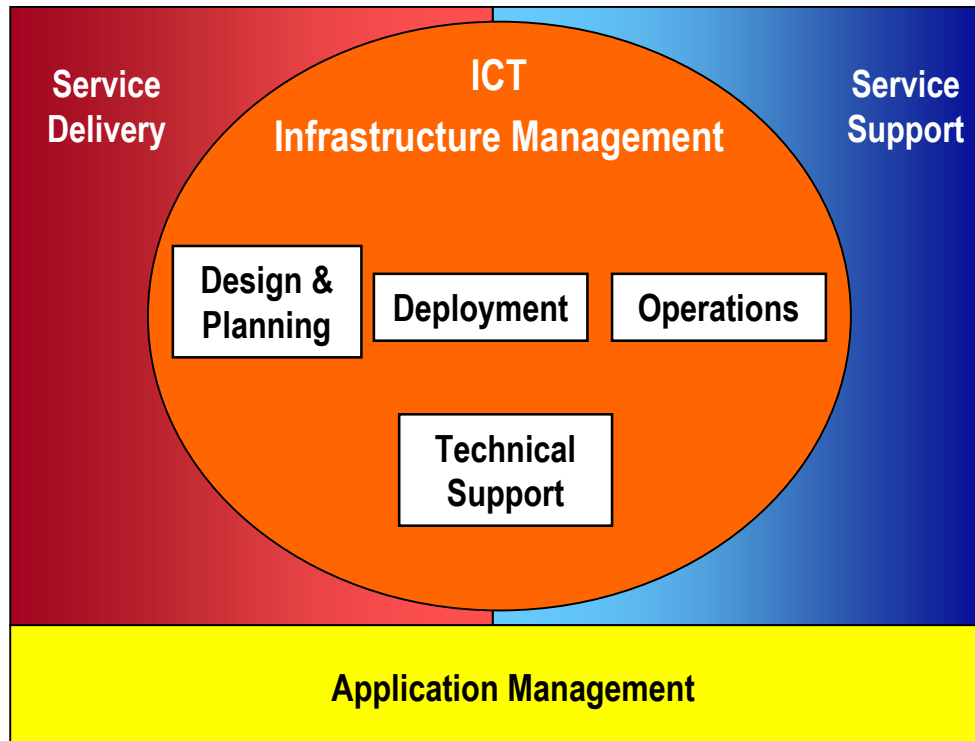 Service
Delivery
ICT
Infrastructure Management
Service
Support
Design &
Planning
Deployment
Operations
Technical
Support
Application Management